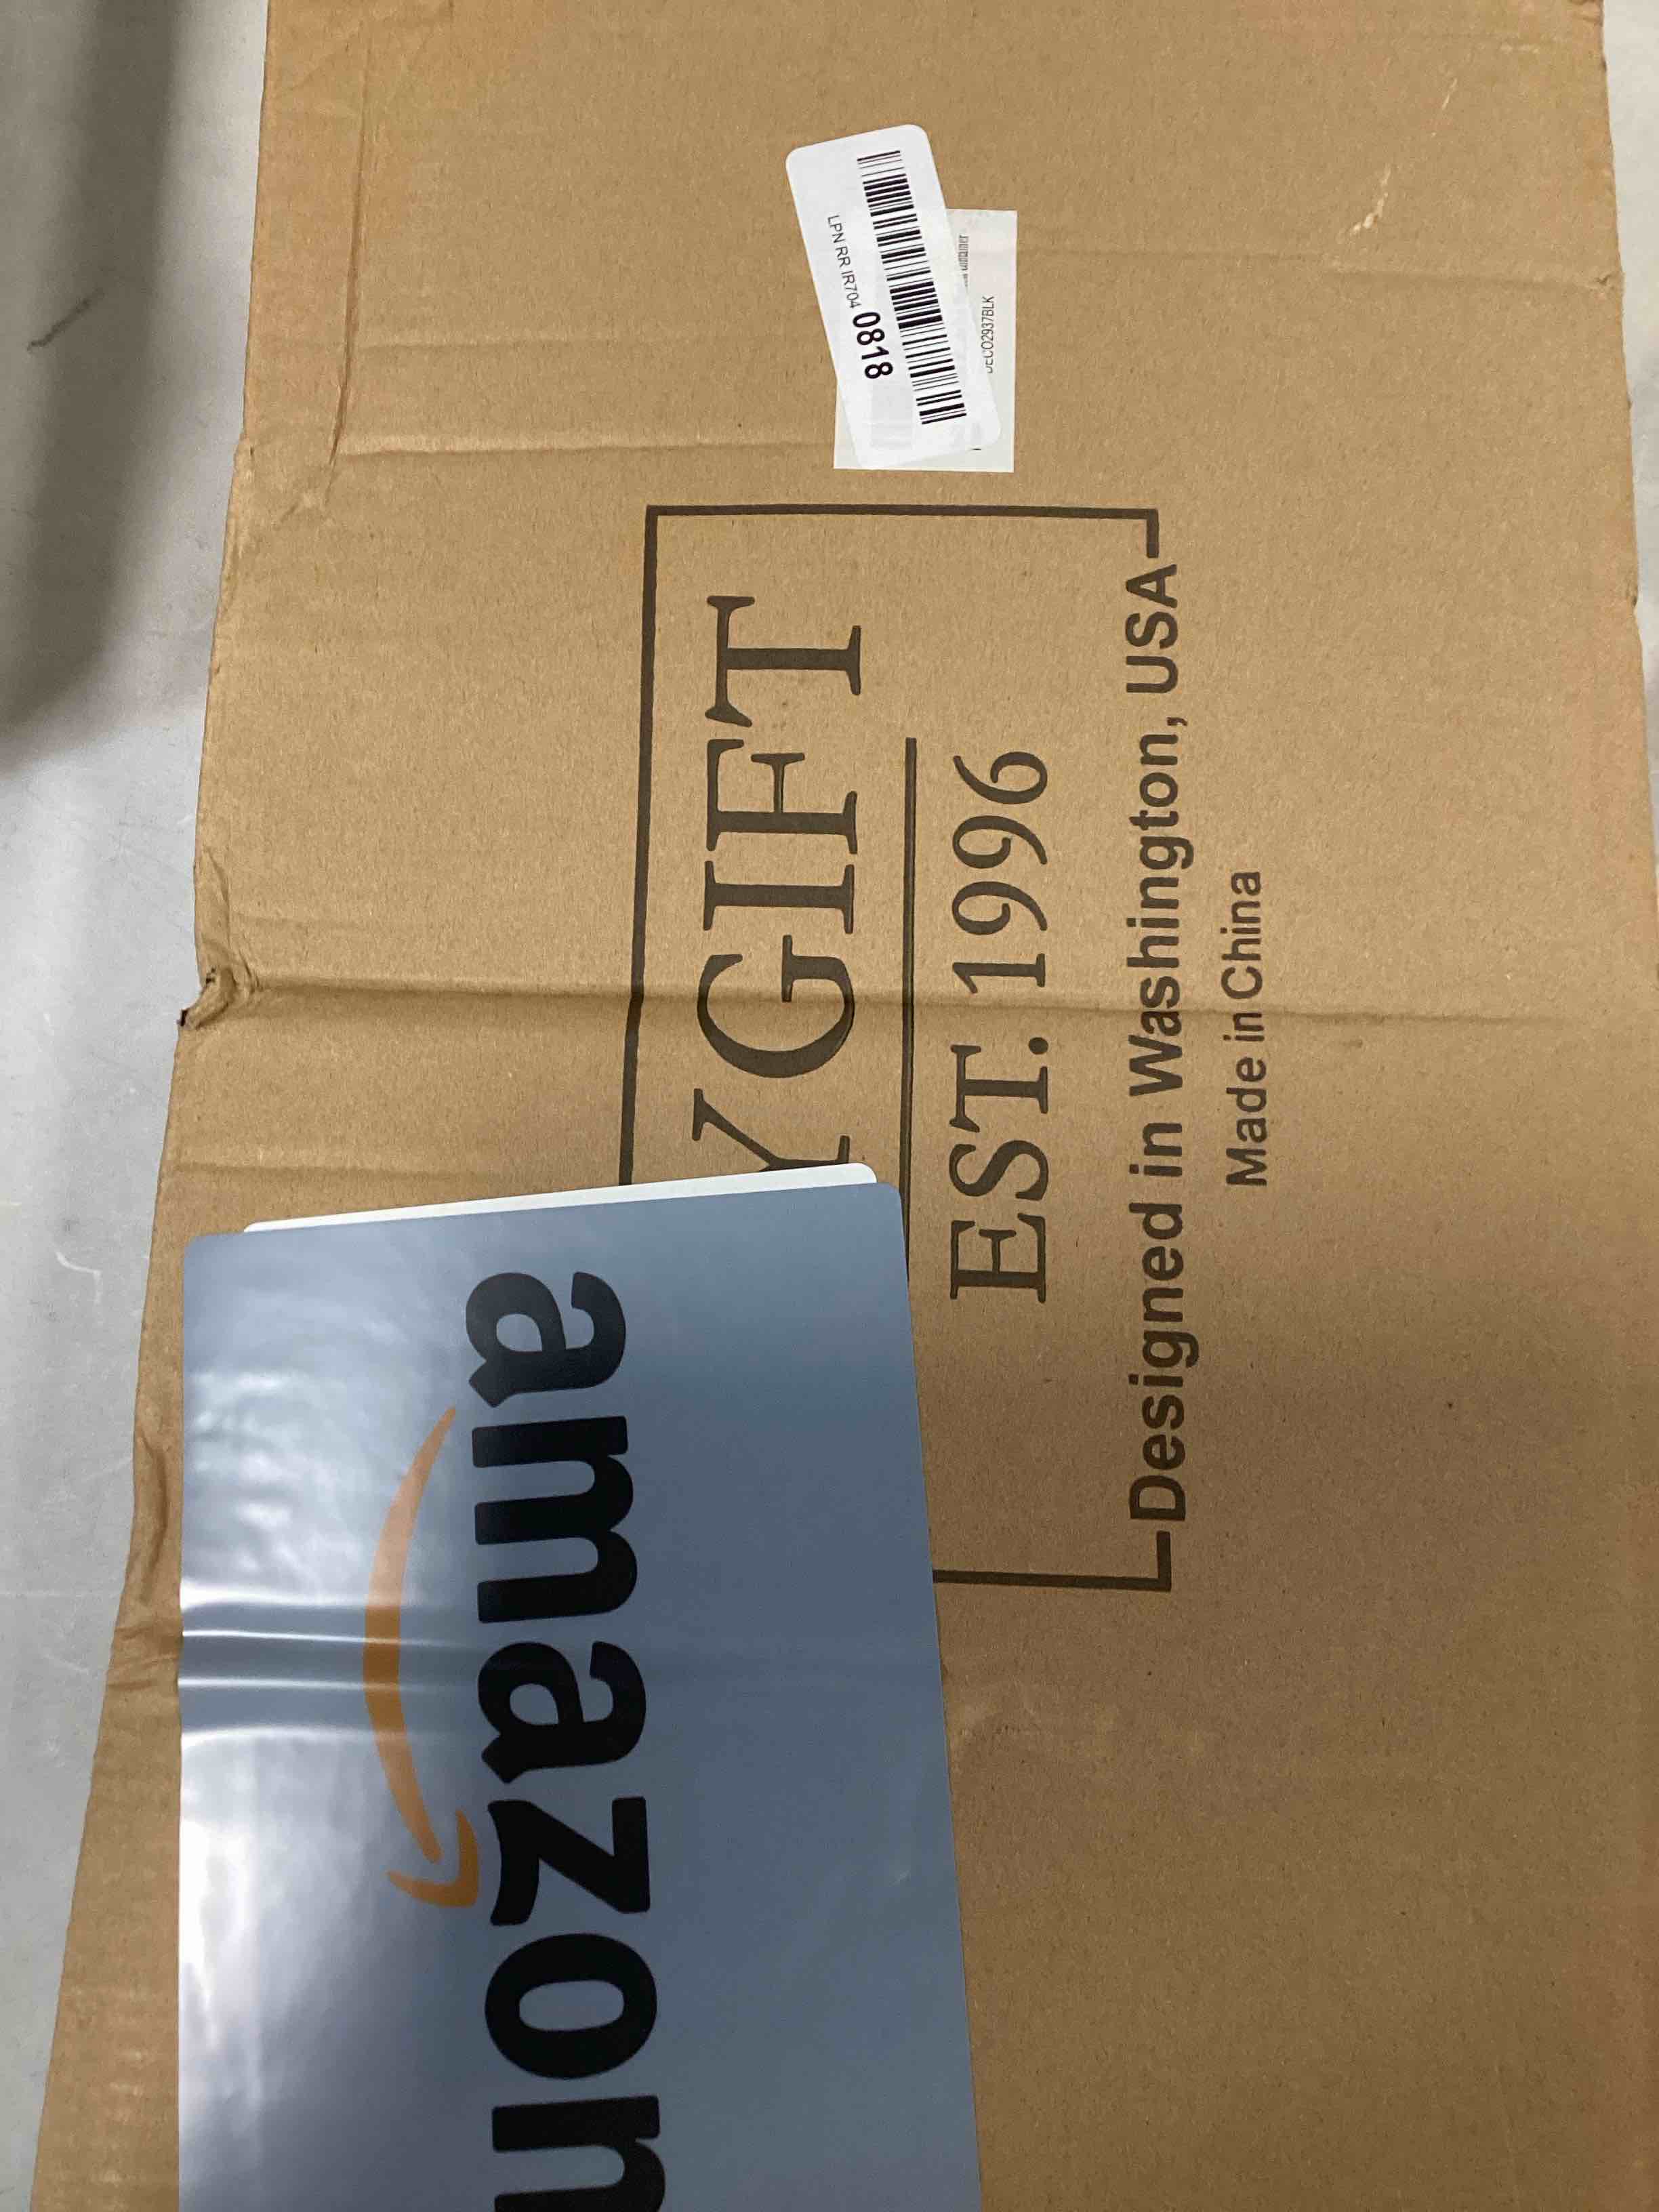 LPN RR IR704 0818
YGIFT
EST. 1996
Designed in Washington, USA
Made in China
amazon